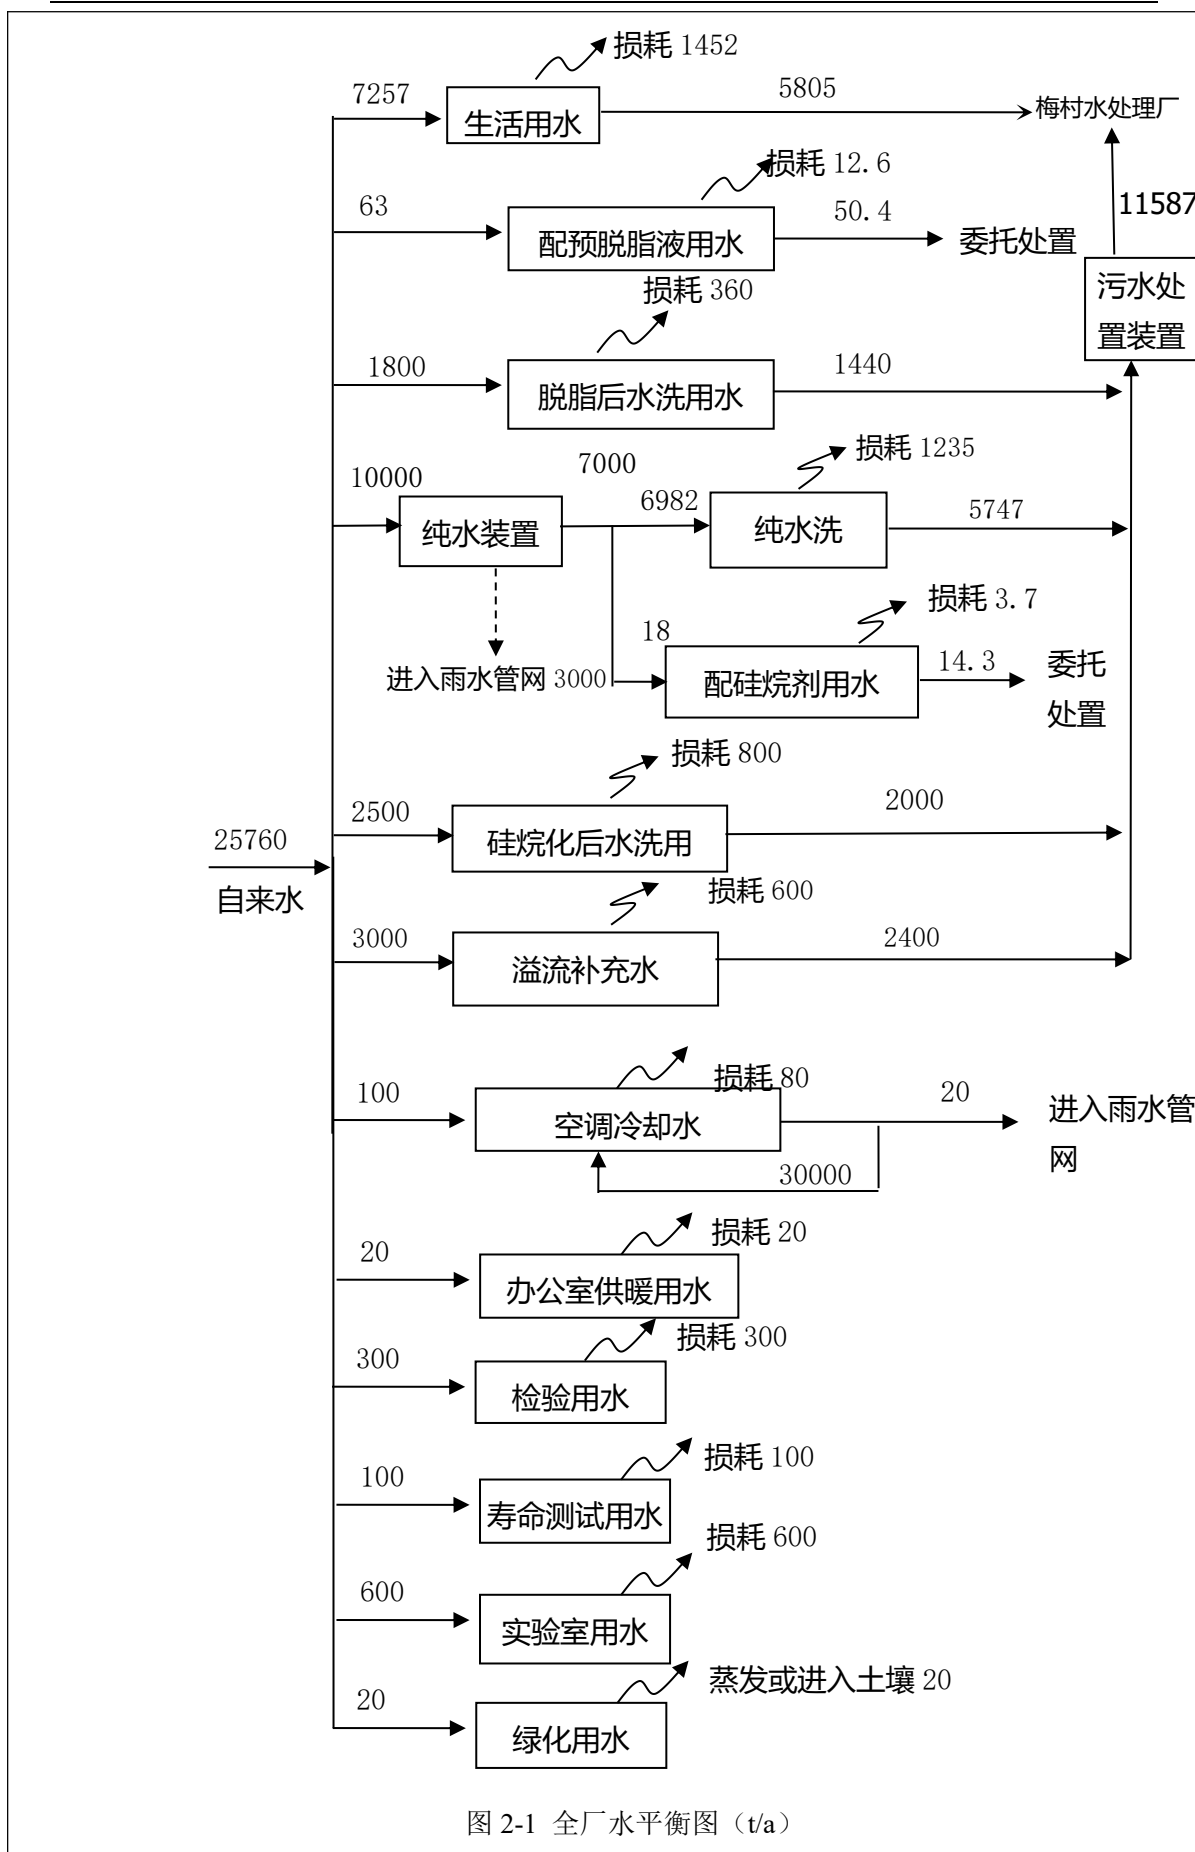 损耗 1452
7257
生活用水
5805
梅村水处理厂
损耗 12.6
63
配预脱脂液用水
50.4
委托处置
11587
污水处
置装置
损耗 360
1800
脱脂后水洗用水
1440
损耗 1235
10000
纯水装置
7000
6982
纯水洗
5747
进入雨水管网 3000
损耗 3.7
18
配硅烷剂用水
14.3
委托
处置
损耗 800
2500
硅烷化后水洗用
2000
25760
自来水
损耗 600
3000
溢流补充水
2400
损耗 80
100
空调冷却水
20
进入雨水管
网
30000
损耗 20
20
办公室供暖用水
损耗 300
300
检验用水
损耗 100
100
寿命测试用水
损耗 600
600
实验室用水
蒸发或进入土壤 20
20
绿化用水
图 2-1 全厂水平衡图（t/a）